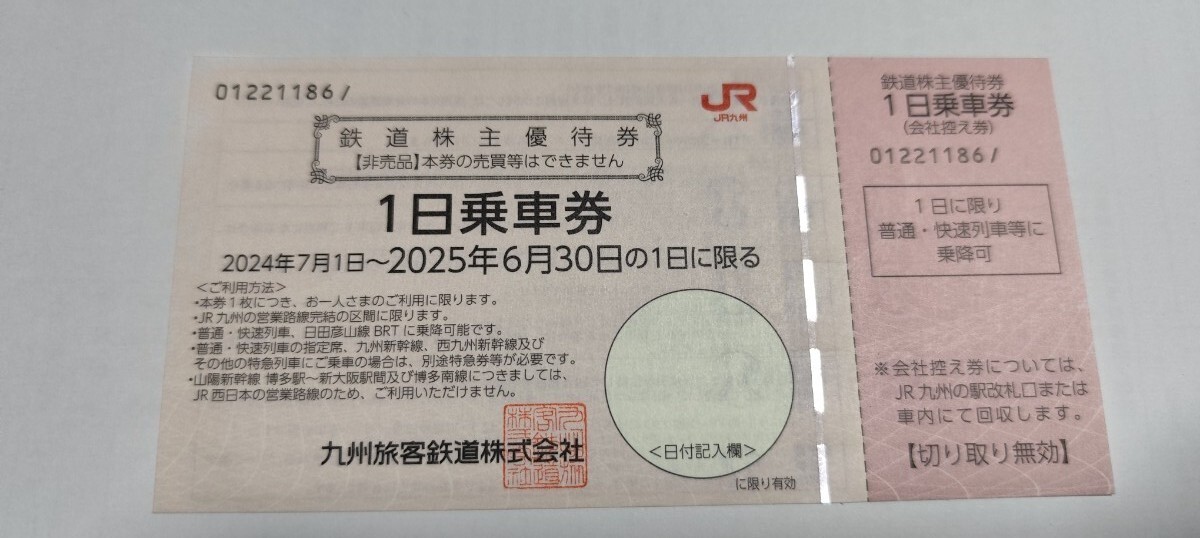 01221186/
JR
JR九州
鉄道株主優待券
【非売品】本券の売買等はできません
1日乗車券
2024年7月1日～2025年6月30日の1日に限る
＜ご利用方法＞
・本券1枚につき、お一人さまのご利用に限ります。
・JR九州の営業路線完結の区間に限ります。
・普通・快速列車、日田彦山線BRTに乗降可能です。
・普通・快速列車の指定席、九州新幹線、西九州新幹線及び
その他の特急列車にご乗車の場合は、別途特急券等が必要です。
・山陽新幹線 博多駅～新大阪駅間及び博多南線につきましては、
JR西日本の営業路線のため、ご利用いただけません。
九州旅客鉄道株式会社
＜日付記入欄＞
に限り有効
鉄道株主優待券
1日乗車券
(会社控え券)
01221186/
1日に限り
普通・快速列車等に
乗降可
※会社控え券については、
JR九州の駅改札口または
車内にて回収します。
【切り取り無効】